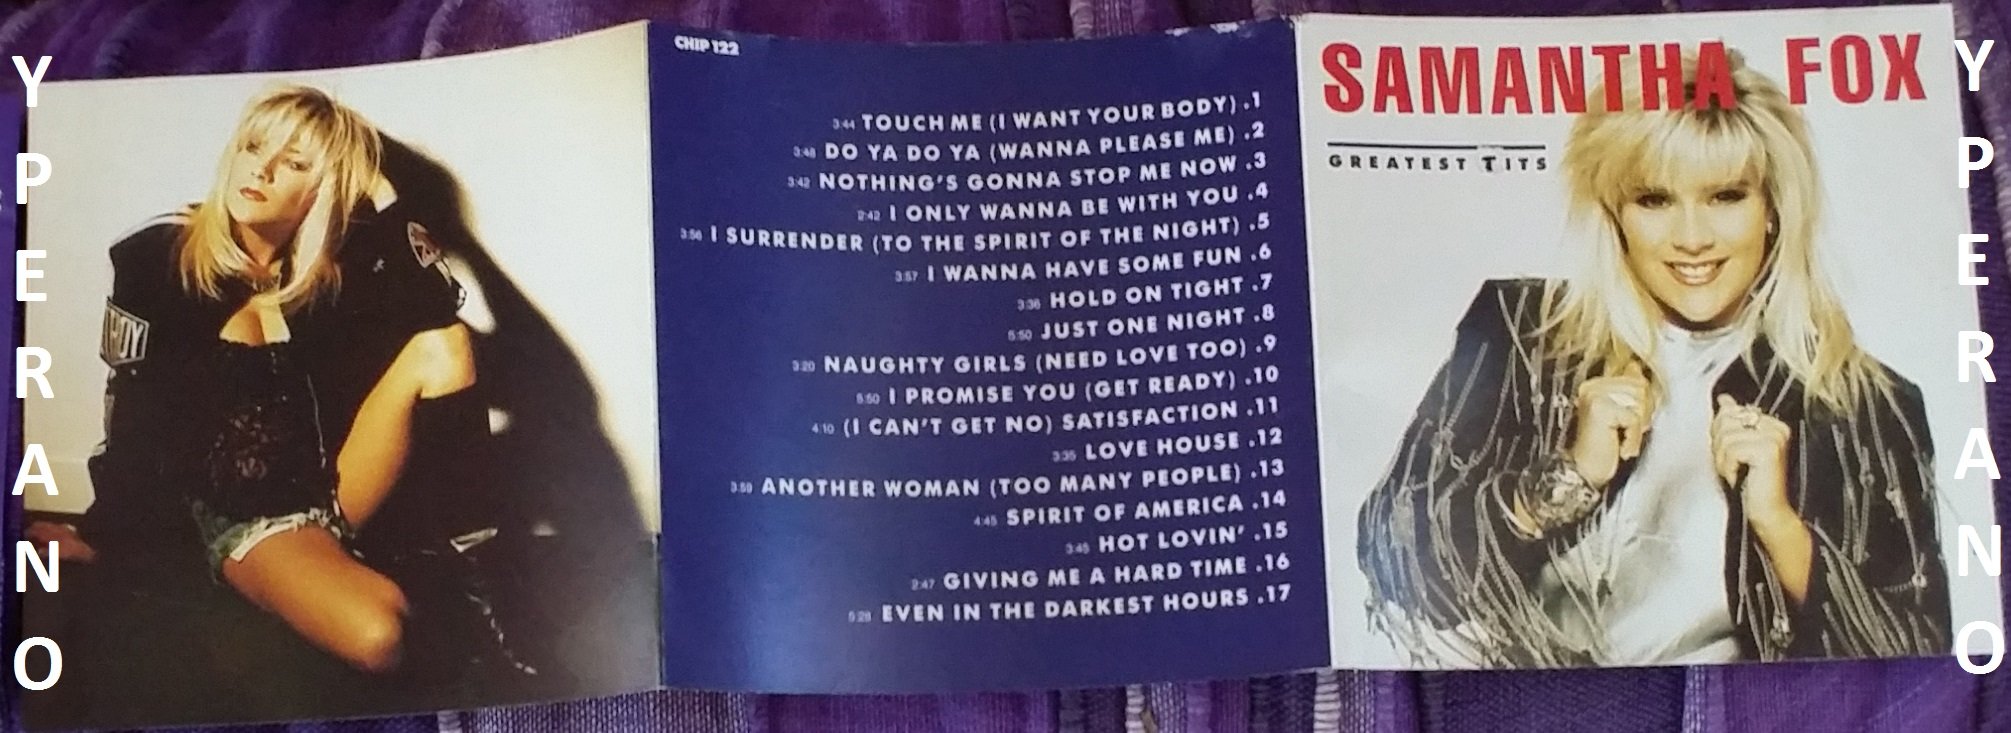 YPERANO
TROY
CHIP 122
3:44 TOUCH ME (I WANT YOUR BODY) .1
3:48 DO YA DO YA (WANNA PLEASE ME) .2
3:42 NOTHING'S GONNA STOP ME NOW .3
2:42 I ONLY WANNA BE WITH YOU .4
3:56 I SURRENDER (TO THE SPIRIT OF THE NIGHT) .5
3:57 I WANNA HAVE SOME FUN .6
3:36 HOLD ON TIGHT .7
5:50 JUST ONE NIGHT .8
3:20 NAUGHTY GIRLS (NEED LOVE TOO) .9
5:50 I PROMISE YOU (GET READY) .10
4:10 (I CAN'T GET NO) SATISFACTION .11
3:35 LOVE HOUSE .12
3:59 ANOTHER WOMAN (TOO MANY PEOPLE) .13
4:45 SPIRIT OF AMERICA .14
3:45 HOT LOVIN' .15
2:47 GIVING ME A HARD TIME .16
5:28 EVEN IN THE DARKEST HOURS .17
SAMANTHA FOX
GREATEST TITS
YPERANO